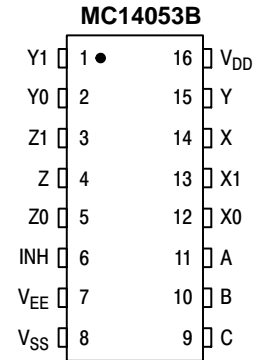 MC14053B
Y1 1 16 VDD
Y0 2 15 Y
Z1 3 14 X
Z 4 13 X1
Z0 5 12 X0
INH 6 11 A
VEE 7 10 B
VSS 8 9 C